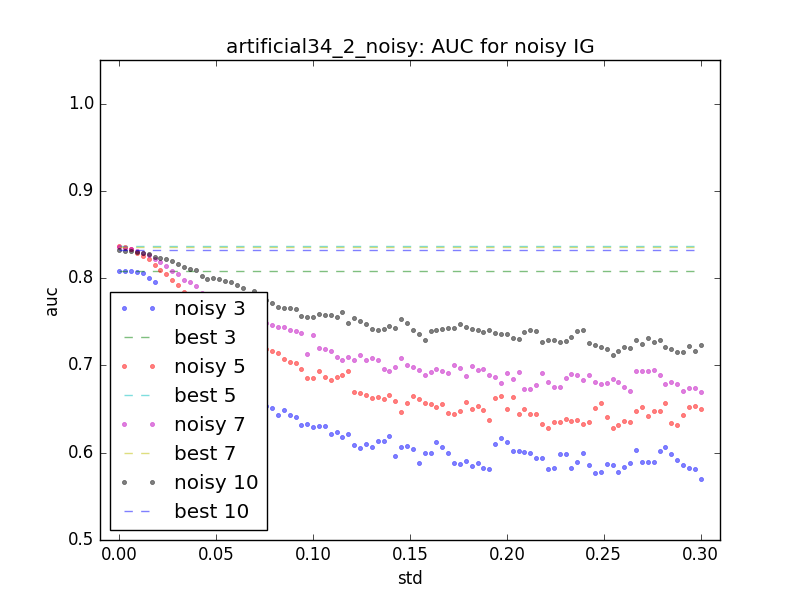 artificial34_2_noisy: AUC for noisy IG
1.0
0.9
0.8
0.7
0.6
0.5
auc
noisy 3
best 3
noisy 5
best 5
noisy 7
best 7
noisy 10
best 10
0.00 0.05 0.10 0.15 0.20 0.25 0.30
std